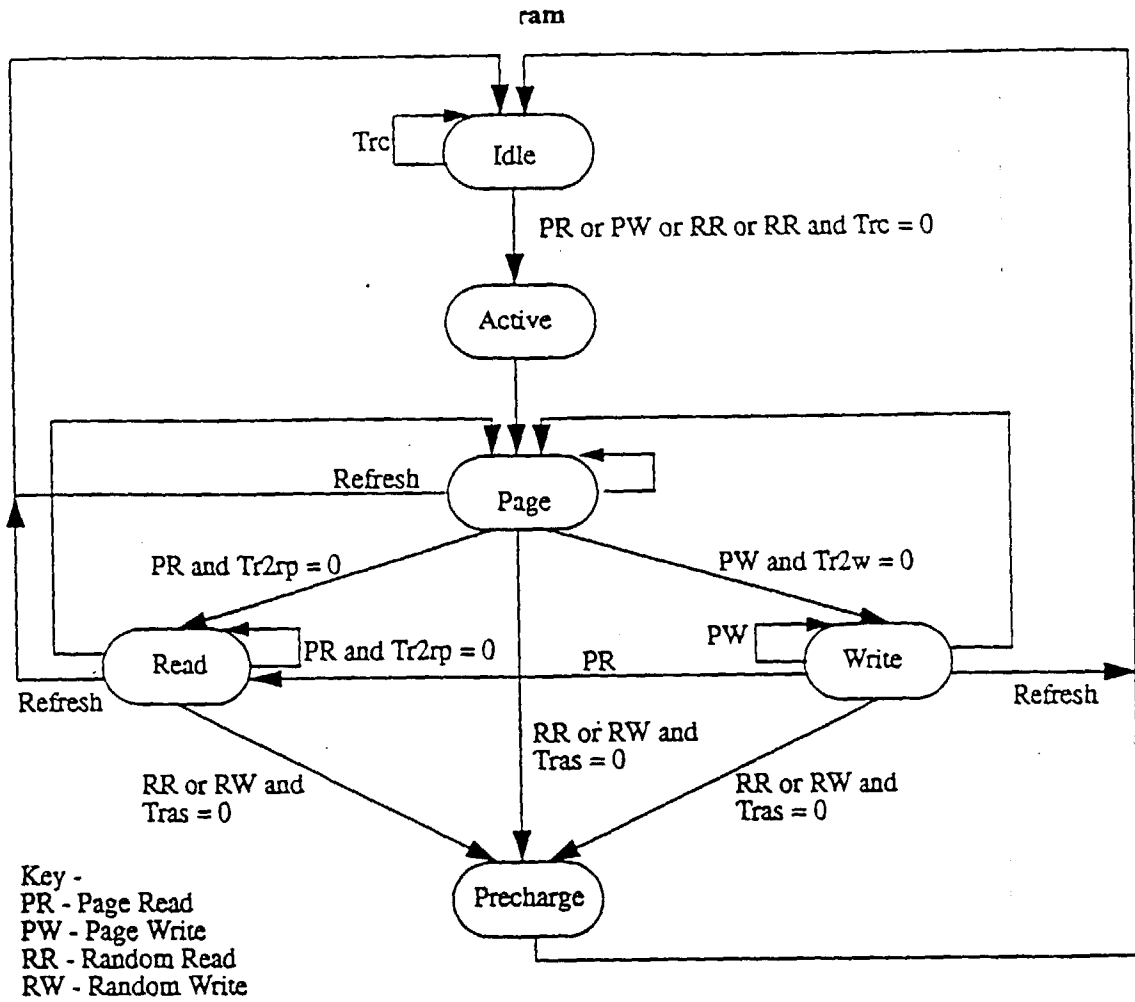 ram
Trc
Idle
PR or PW or RR or RR and Trc = 0
Active
Refresh
Page
PR and Tr2rp = 0
PW and Tr2w = 0
Read
PR and Tr2rp = 0
PR
PW
Write
Refresh
Refresh
RR or RW and
Tras = 0
RR or RW and
Tras = 0
RR or RW and
Tras = 0
Precharge
Key -
PR - Page Read
PW - Page Write
RR - Random Read
RW - Random Write